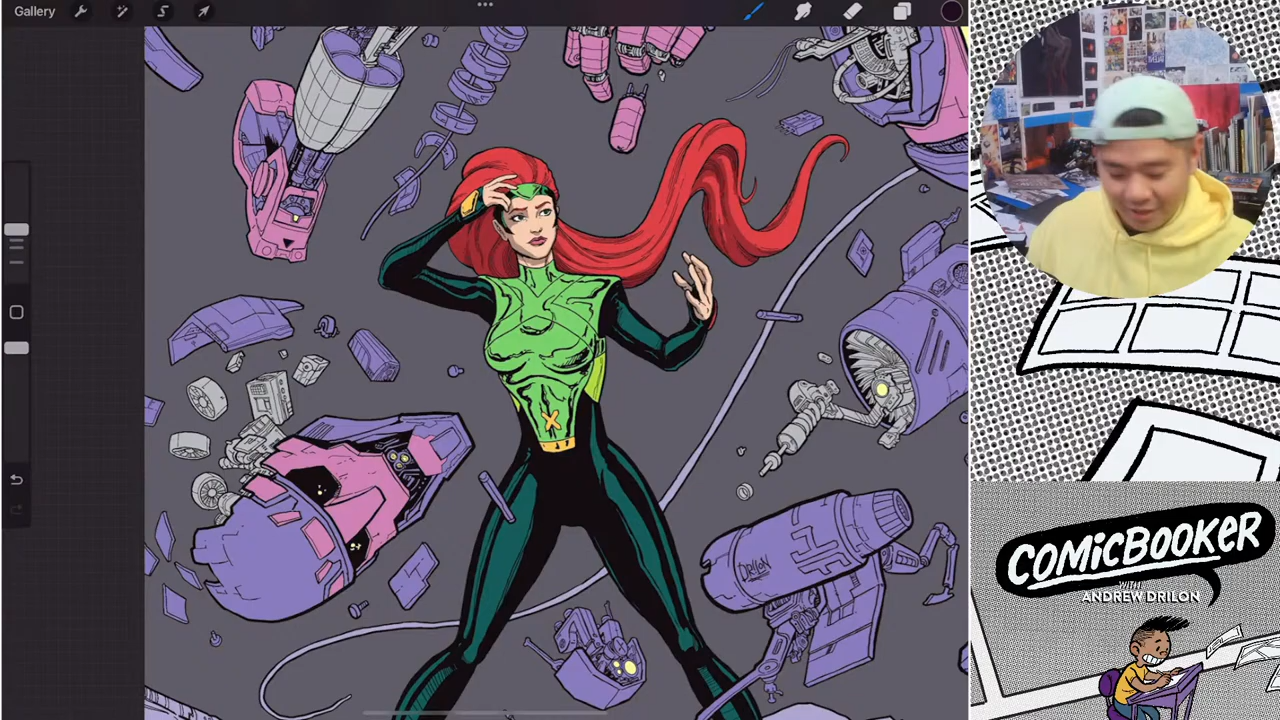 Gallery
DRILON
COMICBOOKER
WITH
ANDREW DRILON